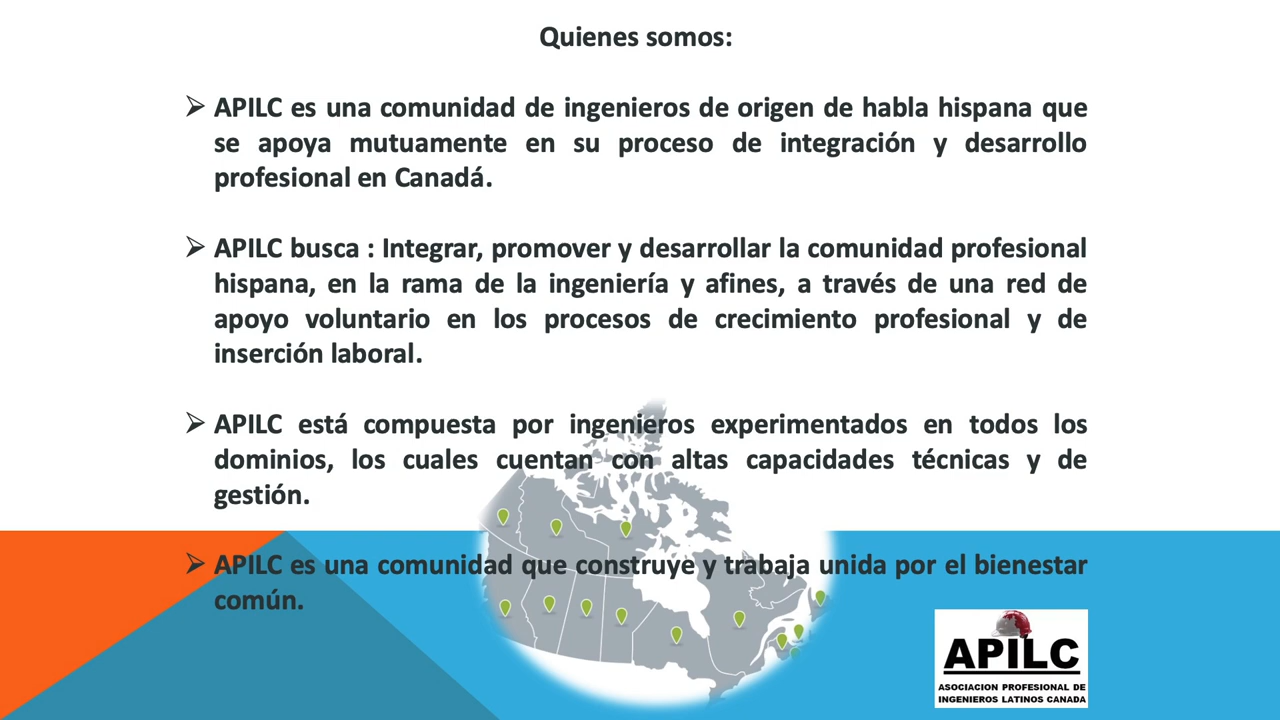 Quienes somos:
➢ APILC es una comunidad de ingenieros de origen de habla hispana que
se apoya mutuamente en su proceso de integración y desarrollo
profesional en Canadá.
➢ APILC busca : Integrar, promover y desarrollar la comunidad profesional
hispana, en la rama de la ingeniería y afines, a través de una red de
apoyo voluntario en los procesos de crecimiento profesional y de
inserción laboral.
➢ APILC está compuesta por ingenieros experimentados en todos los
dominios, los cuales cuentan con altas capacidades técnicas y de
gestión.
➢ APILC es una comunidad que construye y trabaja unida por el bienestar
común.
APILC
ASOCIACION PROFESIONAL DE
INGENIEROS LATINOS CANADA